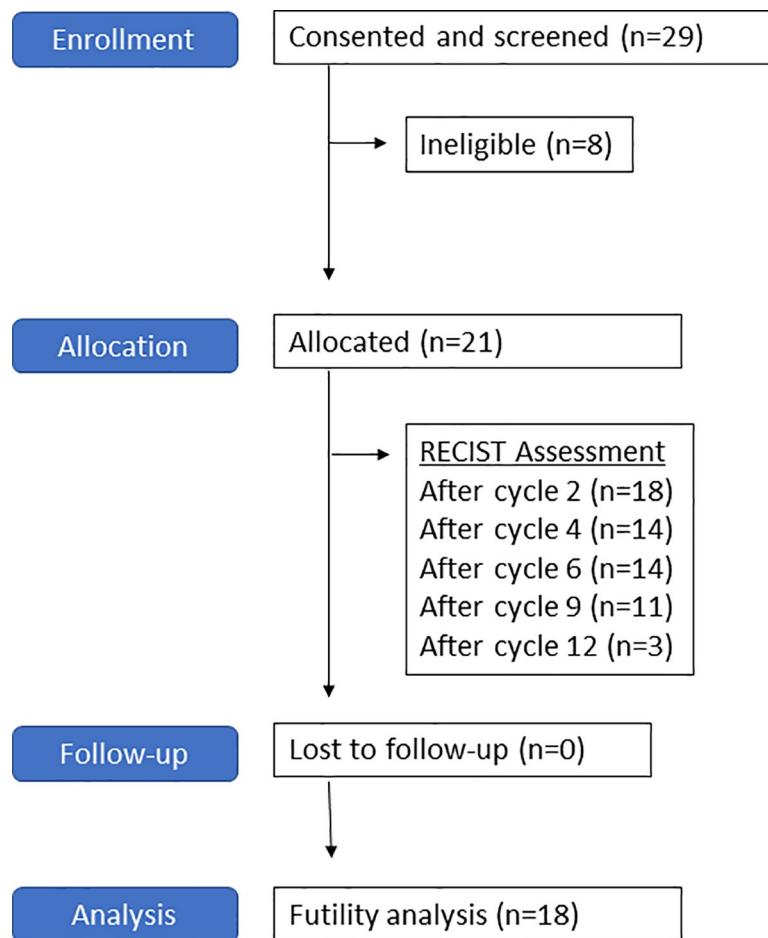 Enrollment
Consented and screened (n=29)
Ineligible (n=8)
Allocation
Allocated (n=21)
RECIST Assessment
After cycle 2 (n=18)
After cycle 4 (n=14)
After cycle 6 (n=14)
After cycle 9 (n=11)
After cycle 12 (n=3)
Follow-up
Lost to follow-up (n=0)
Analysis
Futility analysis (n=18)